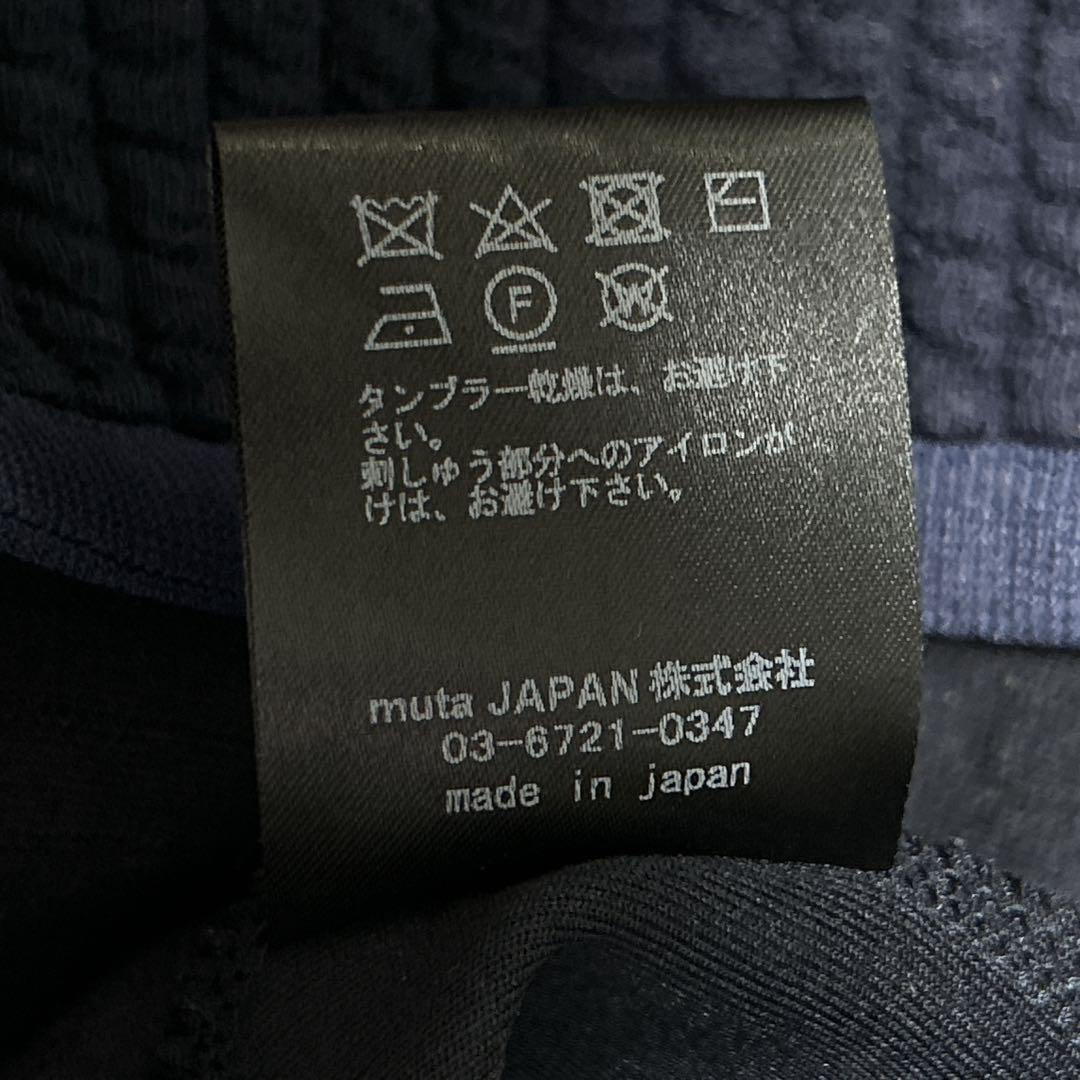 F W
タンブラー乾燥は、お避け下
さい。
刺しゅう部分へのアイロンが
けは、お避け下さい。
muta JAPAN 株式会社
03-6721-0347
made in japan